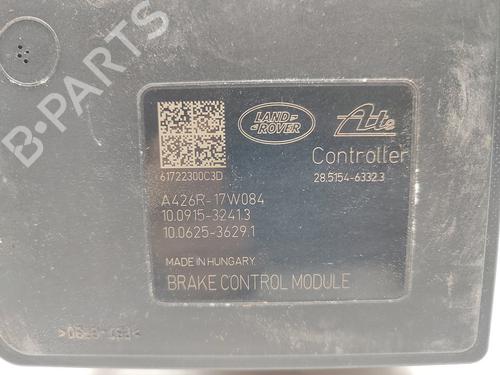 B-PARTS
LAND
ROVER
Ate
Controller
61722300C3D
28.5154-6332.3
A426R-17W084
10.0915-3241.3
10.0625-3629.1
MADE IN HUNGARY
BRAKE CONTROL MODULE